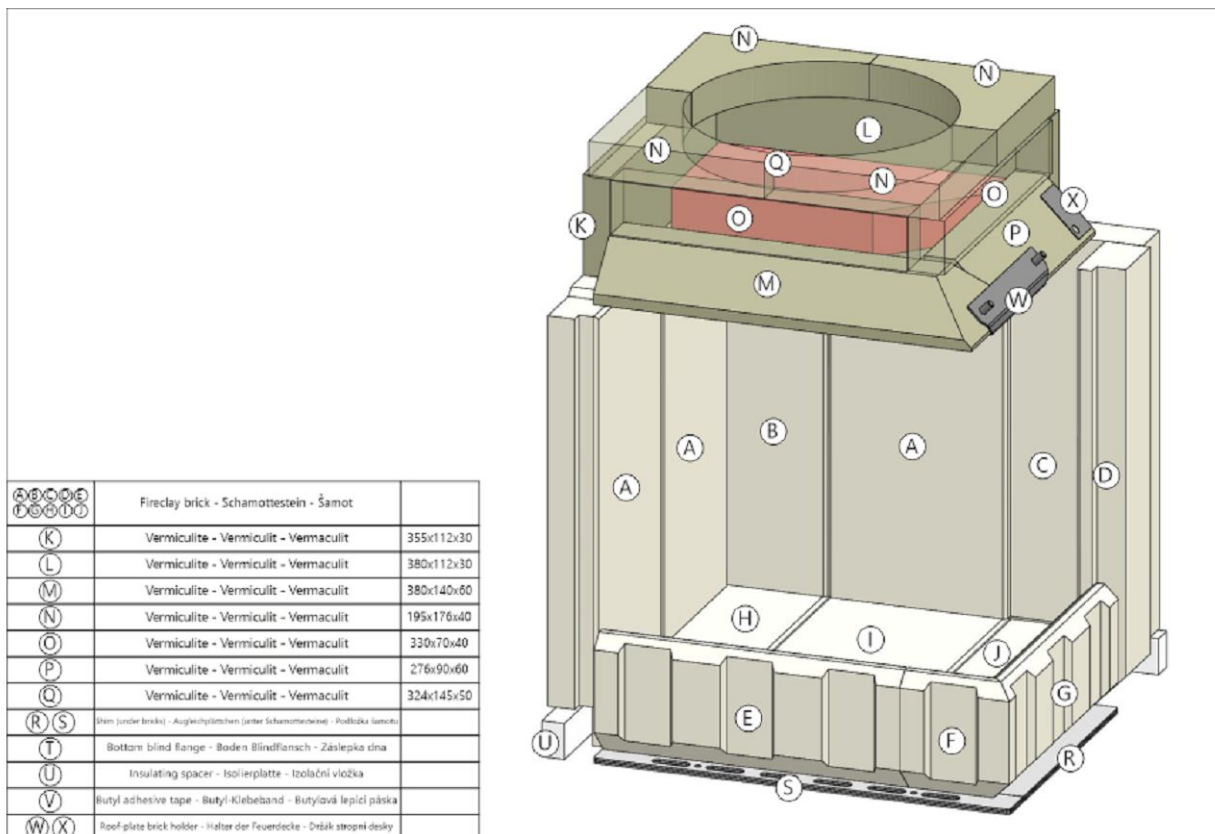 N
N
L
N
Q
N
O
X
O
K
P
M
W
B
A
A
C
A
D
H
I
J
G
E
F
U
R
S
A B C D E
F G H I J
Fireclay brick - Schamottestein - Šamot
K Vermiculite - Vermiculit - Vermaculit 355x112x30
L Vermiculite - Vermiculit - Vermaculit 380x112x30
M Vermiculite - Vermiculit - Vermaculit 380x140x60
N Vermiculite - Vermiculit - Vermaculit 195x176x40
O Vermiculite - Vermiculit - Vermaculit 330x70x40
P Vermiculite - Vermiculit - Vermaculit 276x90x60
Q Vermiculite - Vermiculit - Vermaculit 324x145x50
R S Shim (under bricks) - Augleichplättchen (unter Schamottesteine) - Podložka šamotu
T Bottom blind flange - Boden Blindflansch - Záslepka dna
U Insulating spacer - Isolierplatte - Izolační vložka
V Butyl adhesive tape - Butyl-Klebeband - Butylová lepící páska
W X Roof-plate brick holder - Halter der Feuerdecke - Držák stropní desky